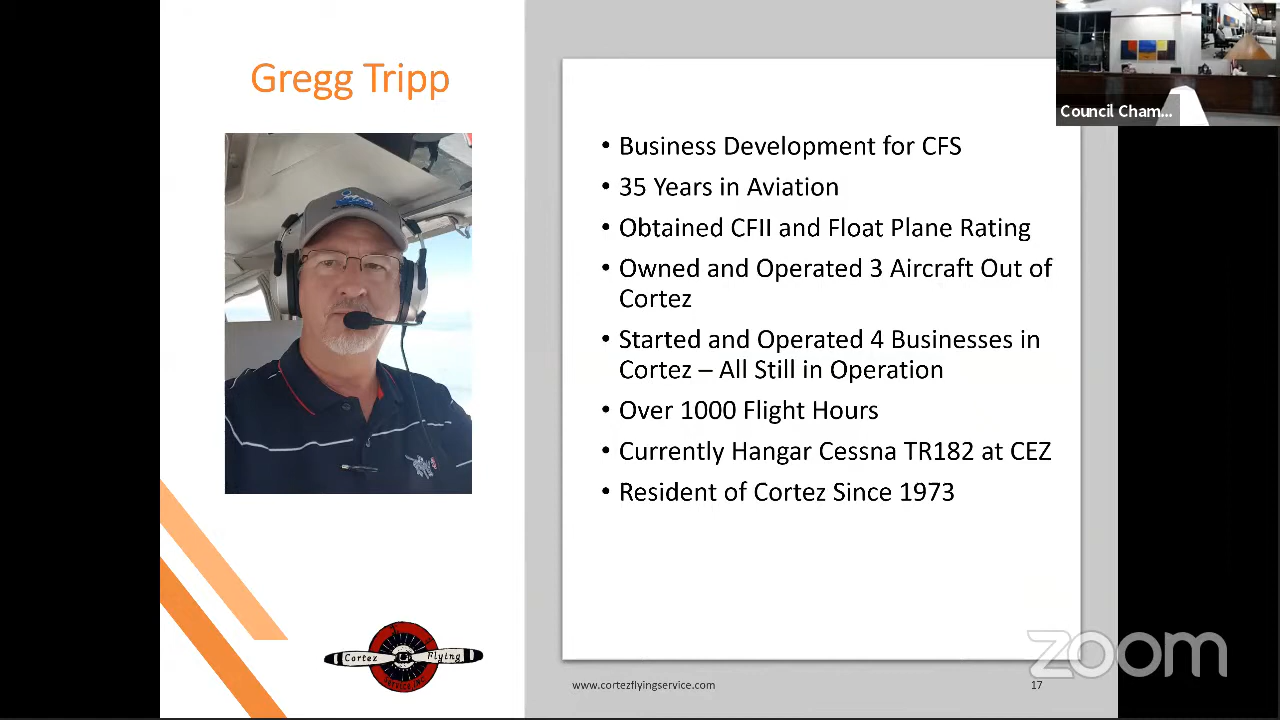 Gregg Tripp
Council Cham...
• Business Development for CFS
• 35 Years in Aviation
• Obtained CFII and Float Plane Rating
• Owned and Operated 3 Aircraft Out of
Cortez
• Started and Operated 4 Businesses in
Cortez – All Still in Operation
• Over 1000 Flight Hours
• Currently Hangar Cessna TR182 at CEZ
• Resident of Cortez Since 1973
Cortez Flying
Service, Inc
www.cortezflyingservice.com
17
zoom